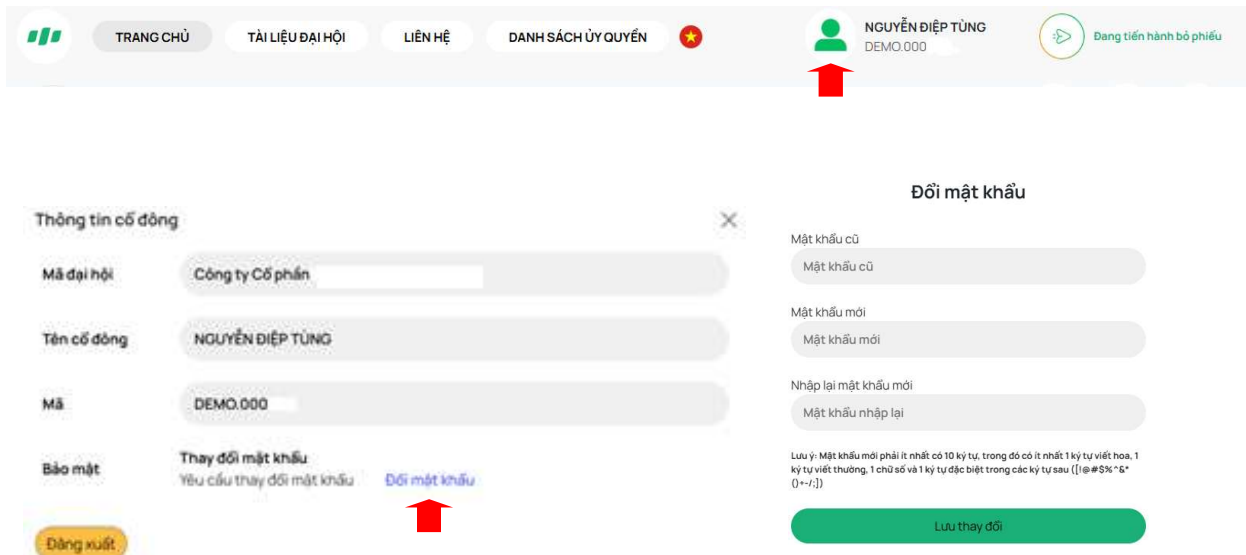 TRANG CHỦ TÀI LIỆU ĐẠI HỘI LIÊN HỆ DANH SÁCH ỦY QUYỀN NGUYỄN ĐIỆP TÙNG Đang tiến hành bỏ phiếu
DEMO.000
Thông tin cổ đông
Mã đại hội Công ty Cổ phần
Tên cổ đông NGUYỄN ĐIỆP TÙNG
Mã DEMO.000
Bảo mật Thay đổi mật khẩu
Yêu cầu thay đổi mật khẩu Đổi mật khẩu
Đăng xuất
Đổi mật khẩu
Mật khẩu cũ
Mật khẩu cũ
Mật khẩu mới
Mật khẩu mới
Nhập lại mật khẩu mới
Mật khẩu nhập lại
Lưu ý: Mật khẩu mới phải ít nhất có 10 ký tự, trong đó có ít nhất 1 ký tự viết hoa, 1
ký tự viết thường, 1 chữ số và 1 ký tự đặc biệt trong các ký tự sau ([!@#$%^&*
()+-/;])
Lưu thay đổi